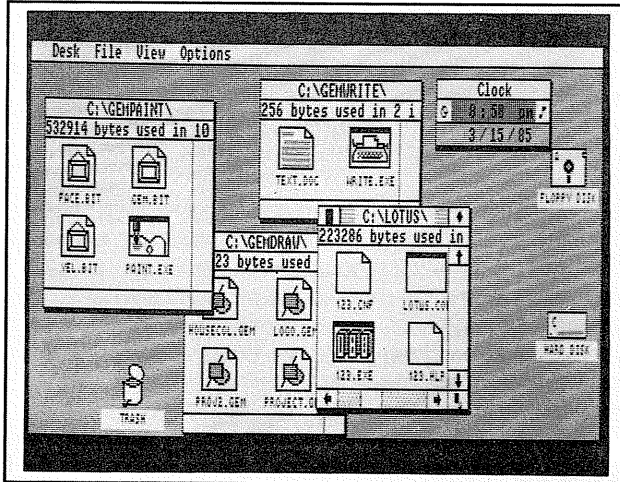 Desk File View Options
C:\GEMPAINT\
532914 bytes used in 10
FACE.BIT GEM.BIT
VEL.BIT PAINT.EXE
C:\GEMWRITE\
256 bytes used in 2 i
TEXT.DOC WRITE.EXE
Clock
8:58 pm
3/15/85
FLOPPY DISK
C:\GEMDRAW\
23 bytes used
HOUSECOL.GEM LOGO.GEM
PROJ2.GEM PROJECT.G
C:\LOTUS\
223286 bytes used in
123.CNF LOTUS.CO
123.EXE 123.HLP
C
HARD DISK
TRASH